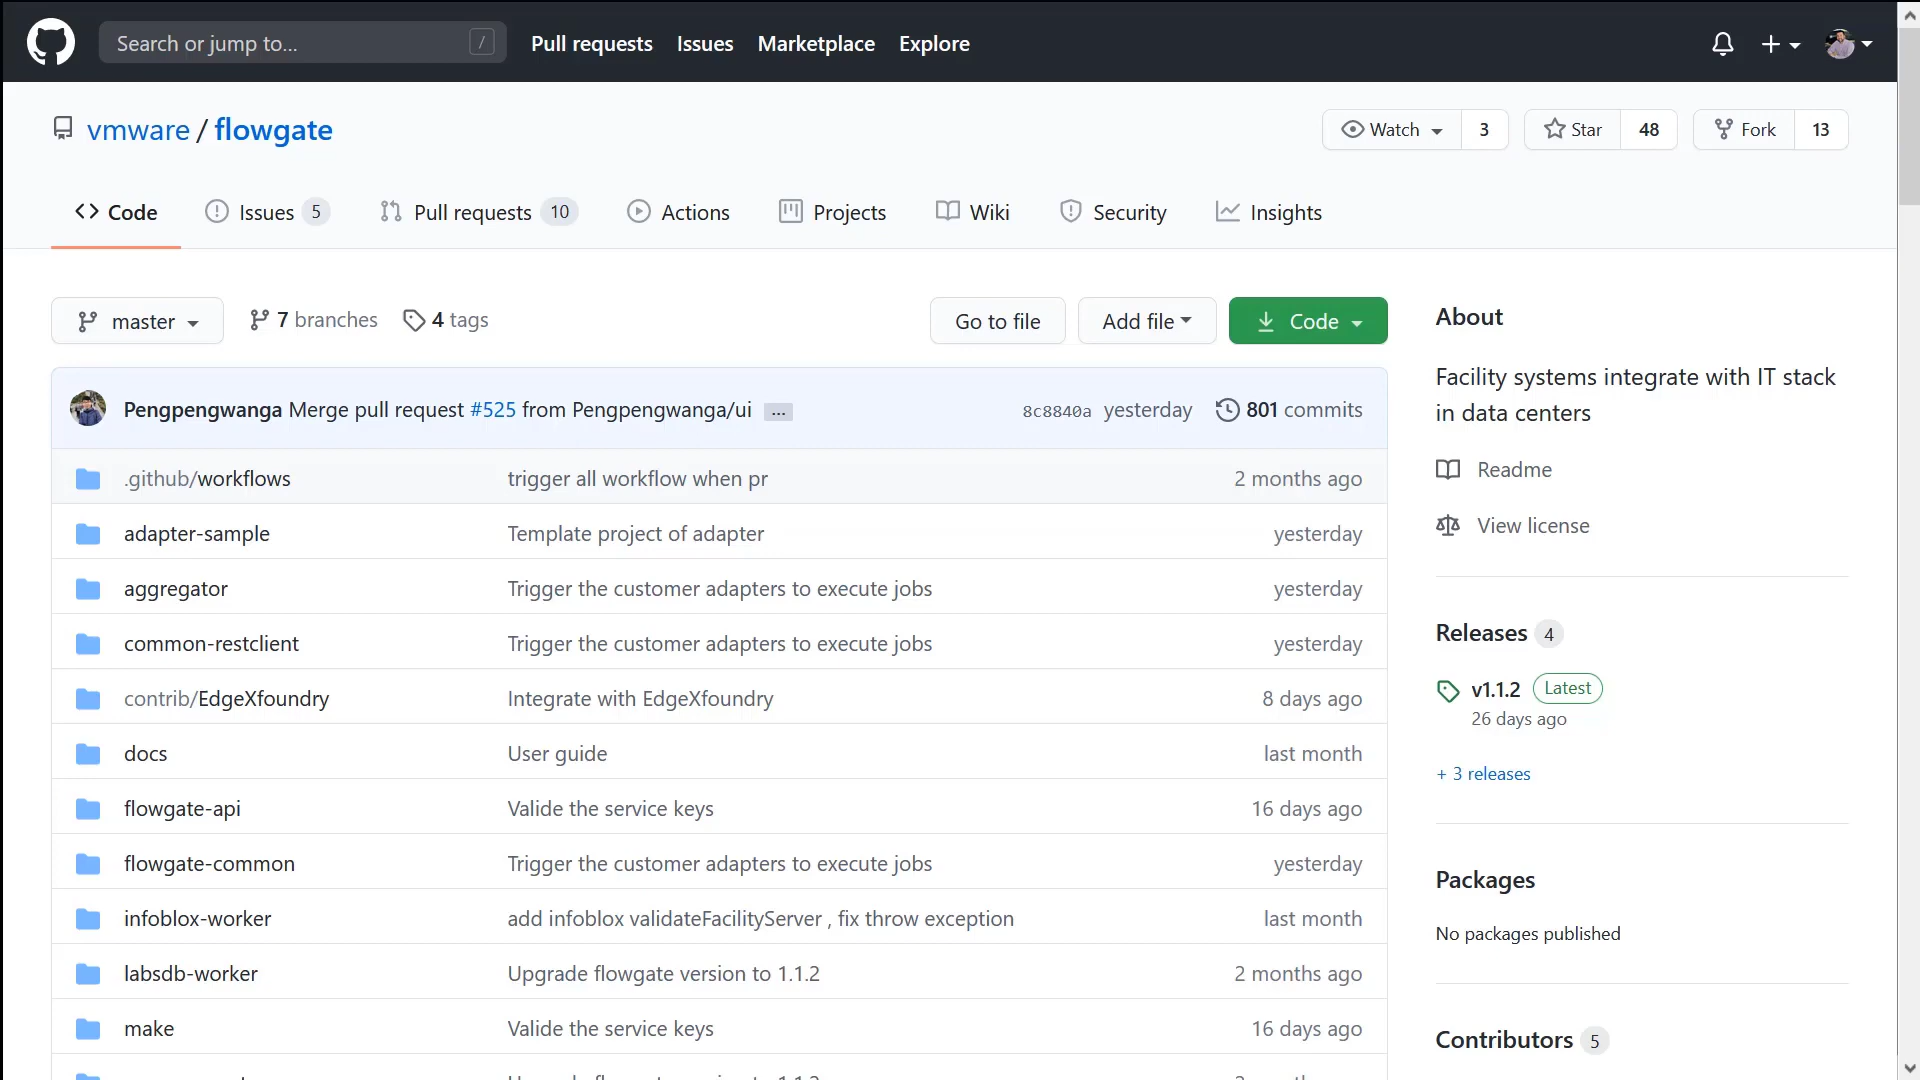 Search or jump to... /
Pull requests Issues Marketplace Explore
vmware / flowgate
Watch 3 Star 48 Fork 13
Code Issues 5 Pull requests 10 Actions Projects Wiki Security Insights
master 7 branches 4 tags Go to file Add file Code
Pengpengwanga Merge pull request #525 from Pengpengwanga/ui ... 8c8840a yesterday 801 commits
.github/workflows trigger all workflow when pr 2 months ago
adapter-sample Template project of adapter yesterday
aggregator Trigger the customer adapters to execute jobs yesterday
common-restclient Trigger the customer adapters to execute jobs yesterday
contrib/EdgeXfoundry Integrate with EdgeXfoundry 8 days ago
docs User guide last month
flowgate-api Valide the service keys 16 days ago
flowgate-common Trigger the customer adapters to execute jobs yesterday
infoblox-worker add infoblox validateFacilityServer , fix throw exception last month
labsdb-worker Upgrade flowgate version to 1.1.2 2 months ago
make Valide the service keys 16 days ago
About
Facility systems integrate with IT stack
in data centers
Readme
View license
Releases 4
v1.1.2 Latest
26 days ago
+ 3 releases
Packages
No packages published
Contributors 5